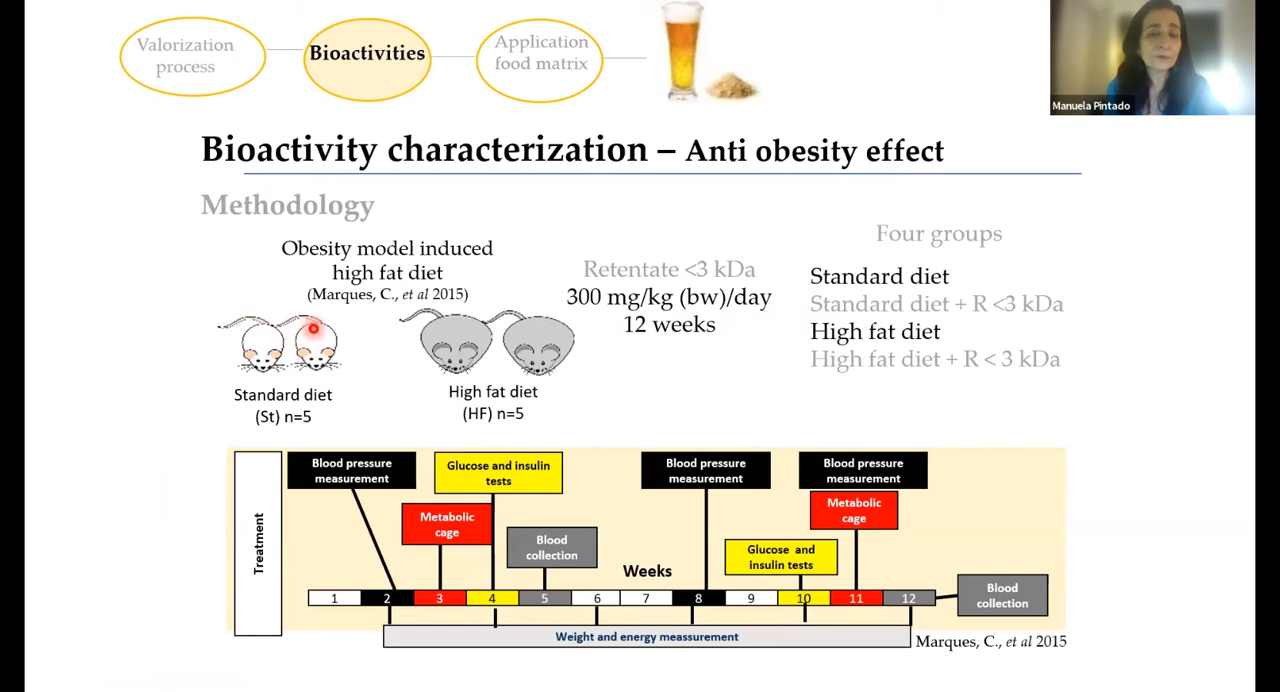 Valorization
process
Bioactivities
Application
food matrix
Manuela Pintado
Bioactivity characterization – Anti obesity effect
Methodology
Obesity model induced
high fat diet
(Marques, C., et al 2015)
Standard diet
(St) n=5
High fat diet
(HF) n=5
Retentate <3 kDa
300 mg/kg (bw)/day
12 weeks
Four groups
Standard diet
Standard diet + R <3 kDa
High fat diet
High fat diet + R < 3 kDa
Treatment
Blood pressure
measurement
Metabolic
cage
Glucose and insulin
tests
Blood
collection
Weeks
Blood pressure
measurement
Glucose and
insulin tests
Blood pressure
measurement
Metabolic
cage
Blood
collection
1 2 3 4 5 6 7 8 9 10 11 12
Weight and energy meassurement
Marques, C., et al 2015